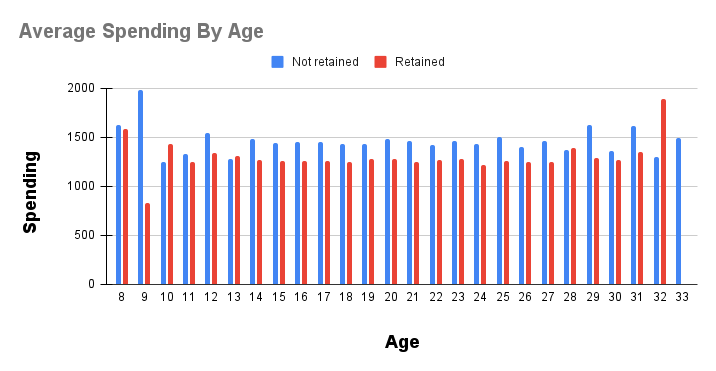 Average Spending By Age
Not retained Retained
2000
1500
1000
500
0
Spending
8 9 10 11 12 13 14 15 16 17 18 19 20 21 22 23 24 25 26 27 28 29 30 31 32 33
Age